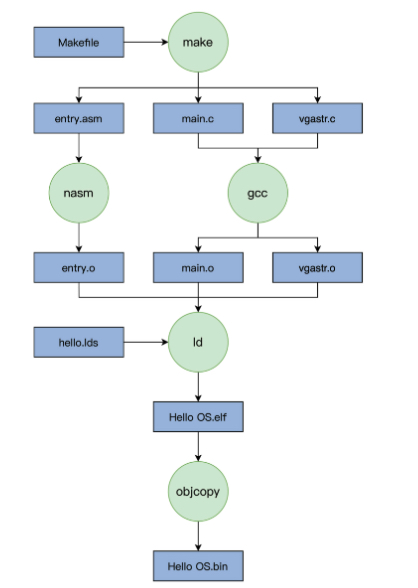 Makefile
make
entry.asm
main.c
vgastr.c
nasm
gcc
entry.o
main.o
vgastr.o
hello.lds
ld
Hello OS.elf
objcopy
Hello OS.bin